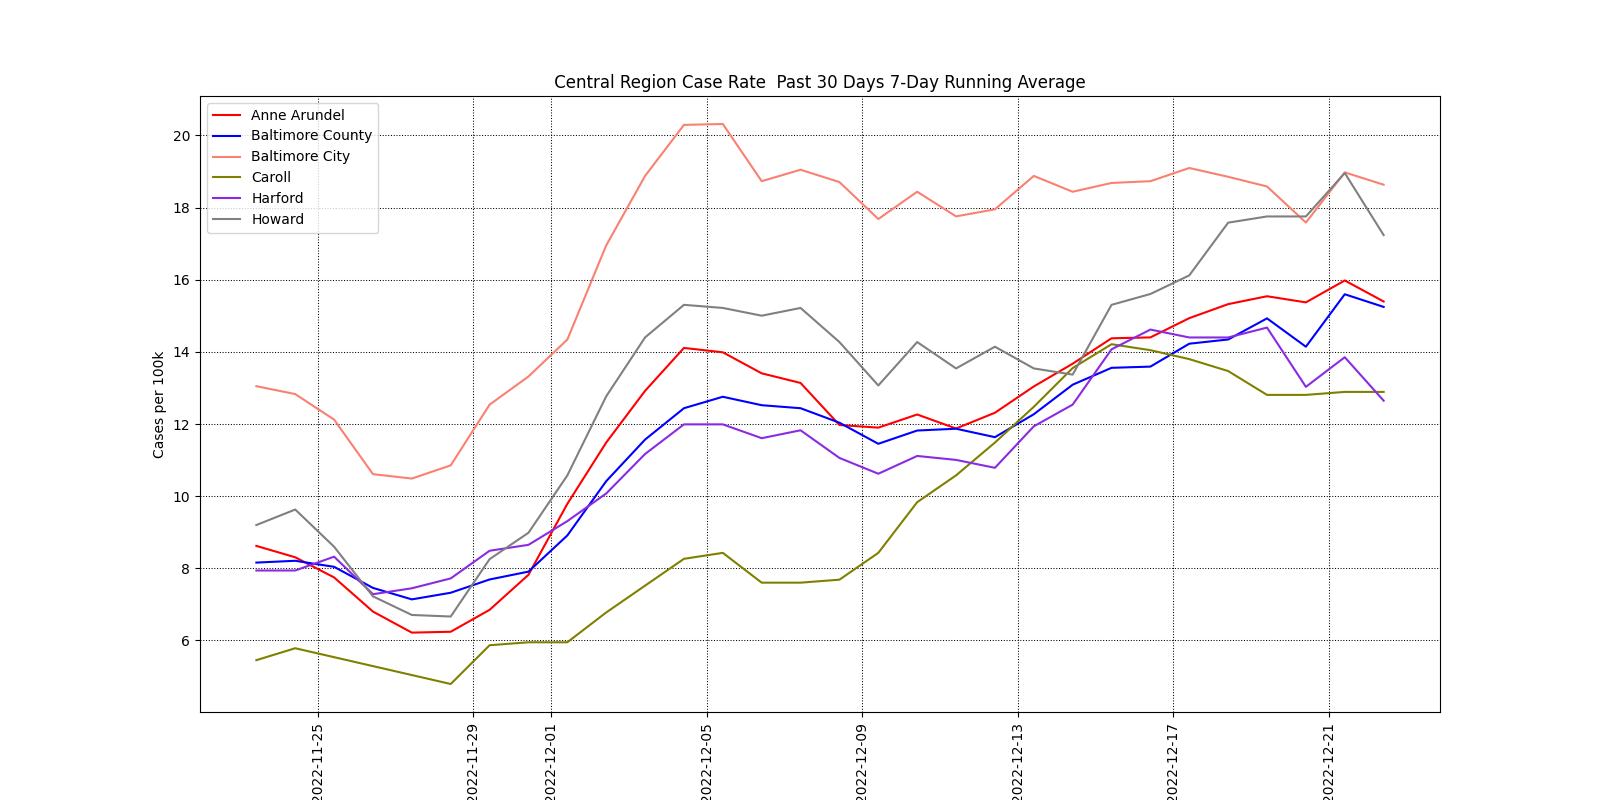 Central Region Case Rate  Past 30 Days 7-Day Running Average
Anne Arundel
Baltimore County
Baltimore City
Caroll
Harford
Howard
Cases per 100k
20
18
16
14
12
10
8
6
2022-11-25
2022-11-29
2022-12-01
2022-12-05
2022-12-09
2022-12-13
2022-12-17
2022-12-21